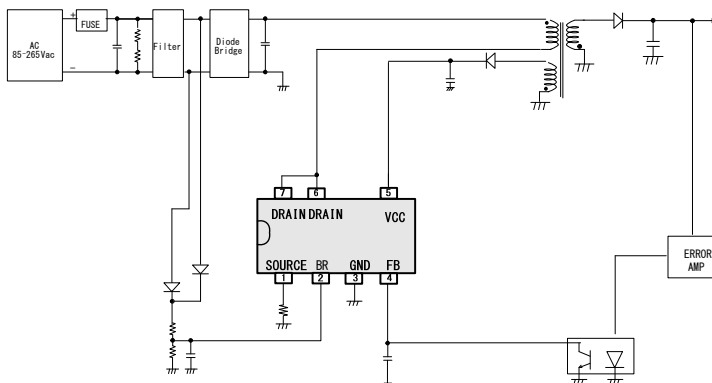 +
FUSE
AC
85-265Vac
Filter
Diode
Bridge
-
7
6
5
DRAIN DRAIN
VCC
SOURCE BR GND FB
1
2
3
4
ERROR
AMP